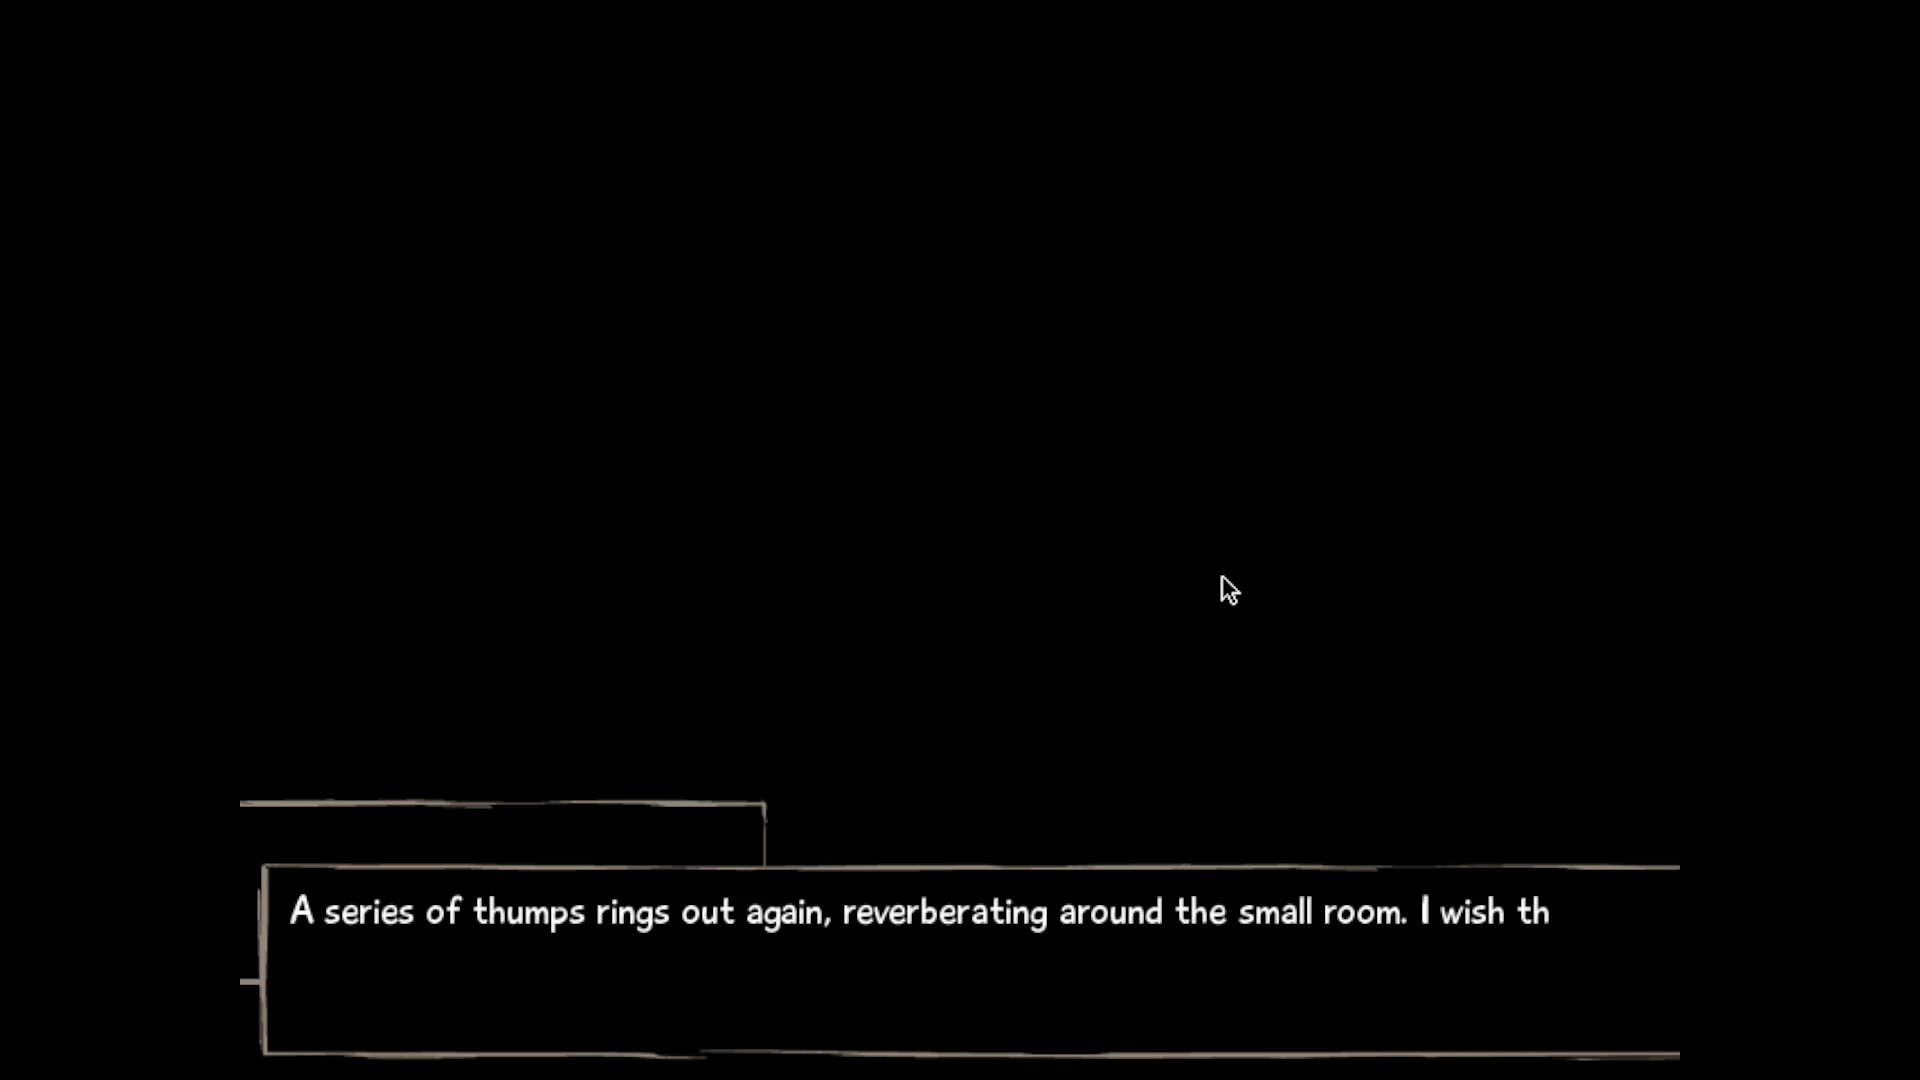 A series of thumps rings out again, reverberating around the small room. I wish th